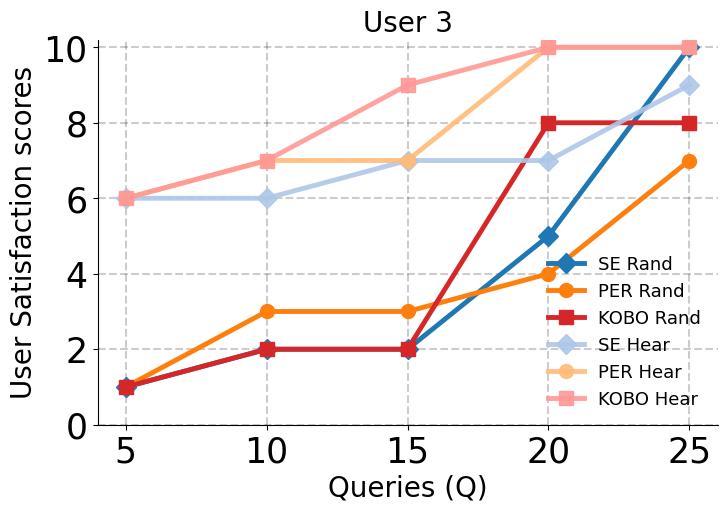 User 3
User Satisfaction scores
10
8
6
4
2
0
SE Rand
PER Rand
KOBO Rand
SE Hear
PER Hear
KOBO Hear
5 10 15 20 25
Queries (Q)